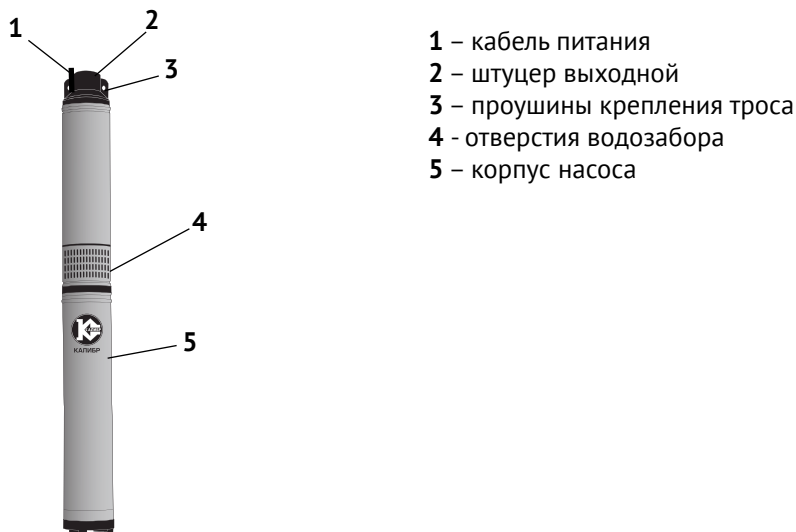 1
2
3
4
5
КАЛИБР
1 – кабель питания
2 – штуцер выходной
3 – проушины крепления троса
4 - отверстия водозабора
5 – корпус насоса